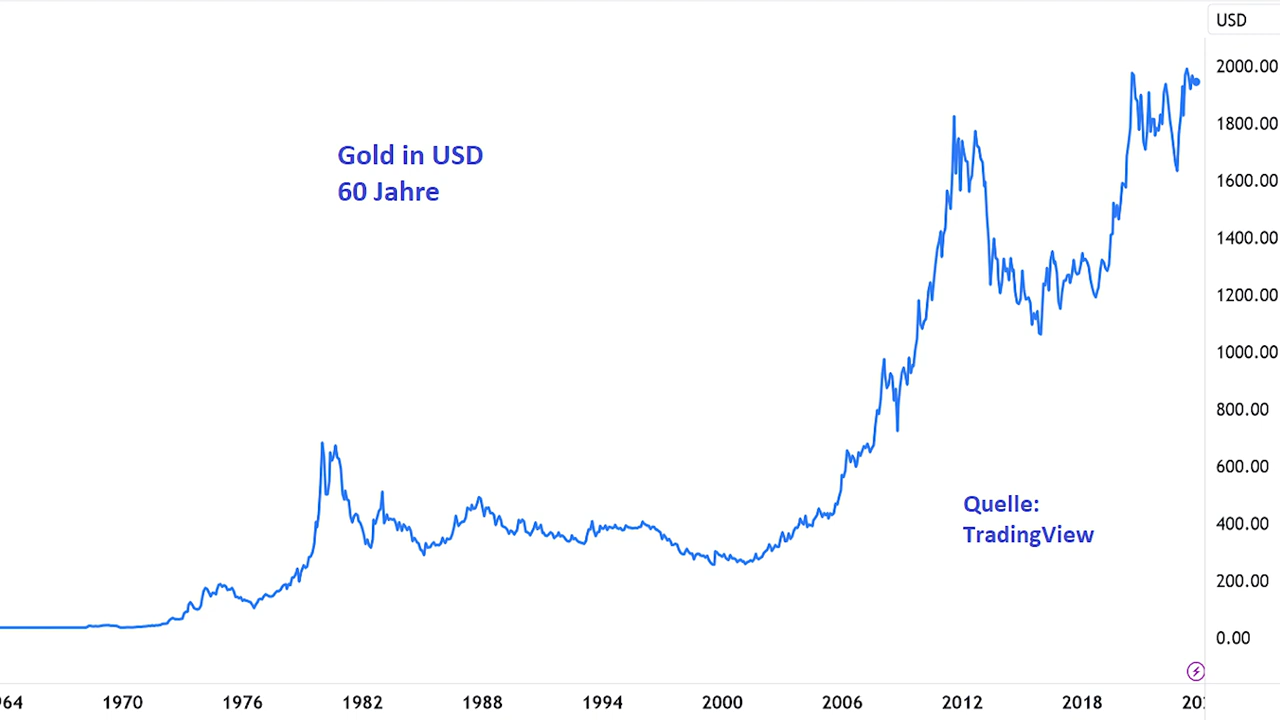 USD
2000.00
Gold in USD
60 Jahre
1800.00
1600.00
1400.00
1200.00
1000.00
800.00
600.00
Quelle:
TradingView
400.00
200.00
0.00
64 1970 1976 1982 1988 1994 2000 2006 2012 2018 202